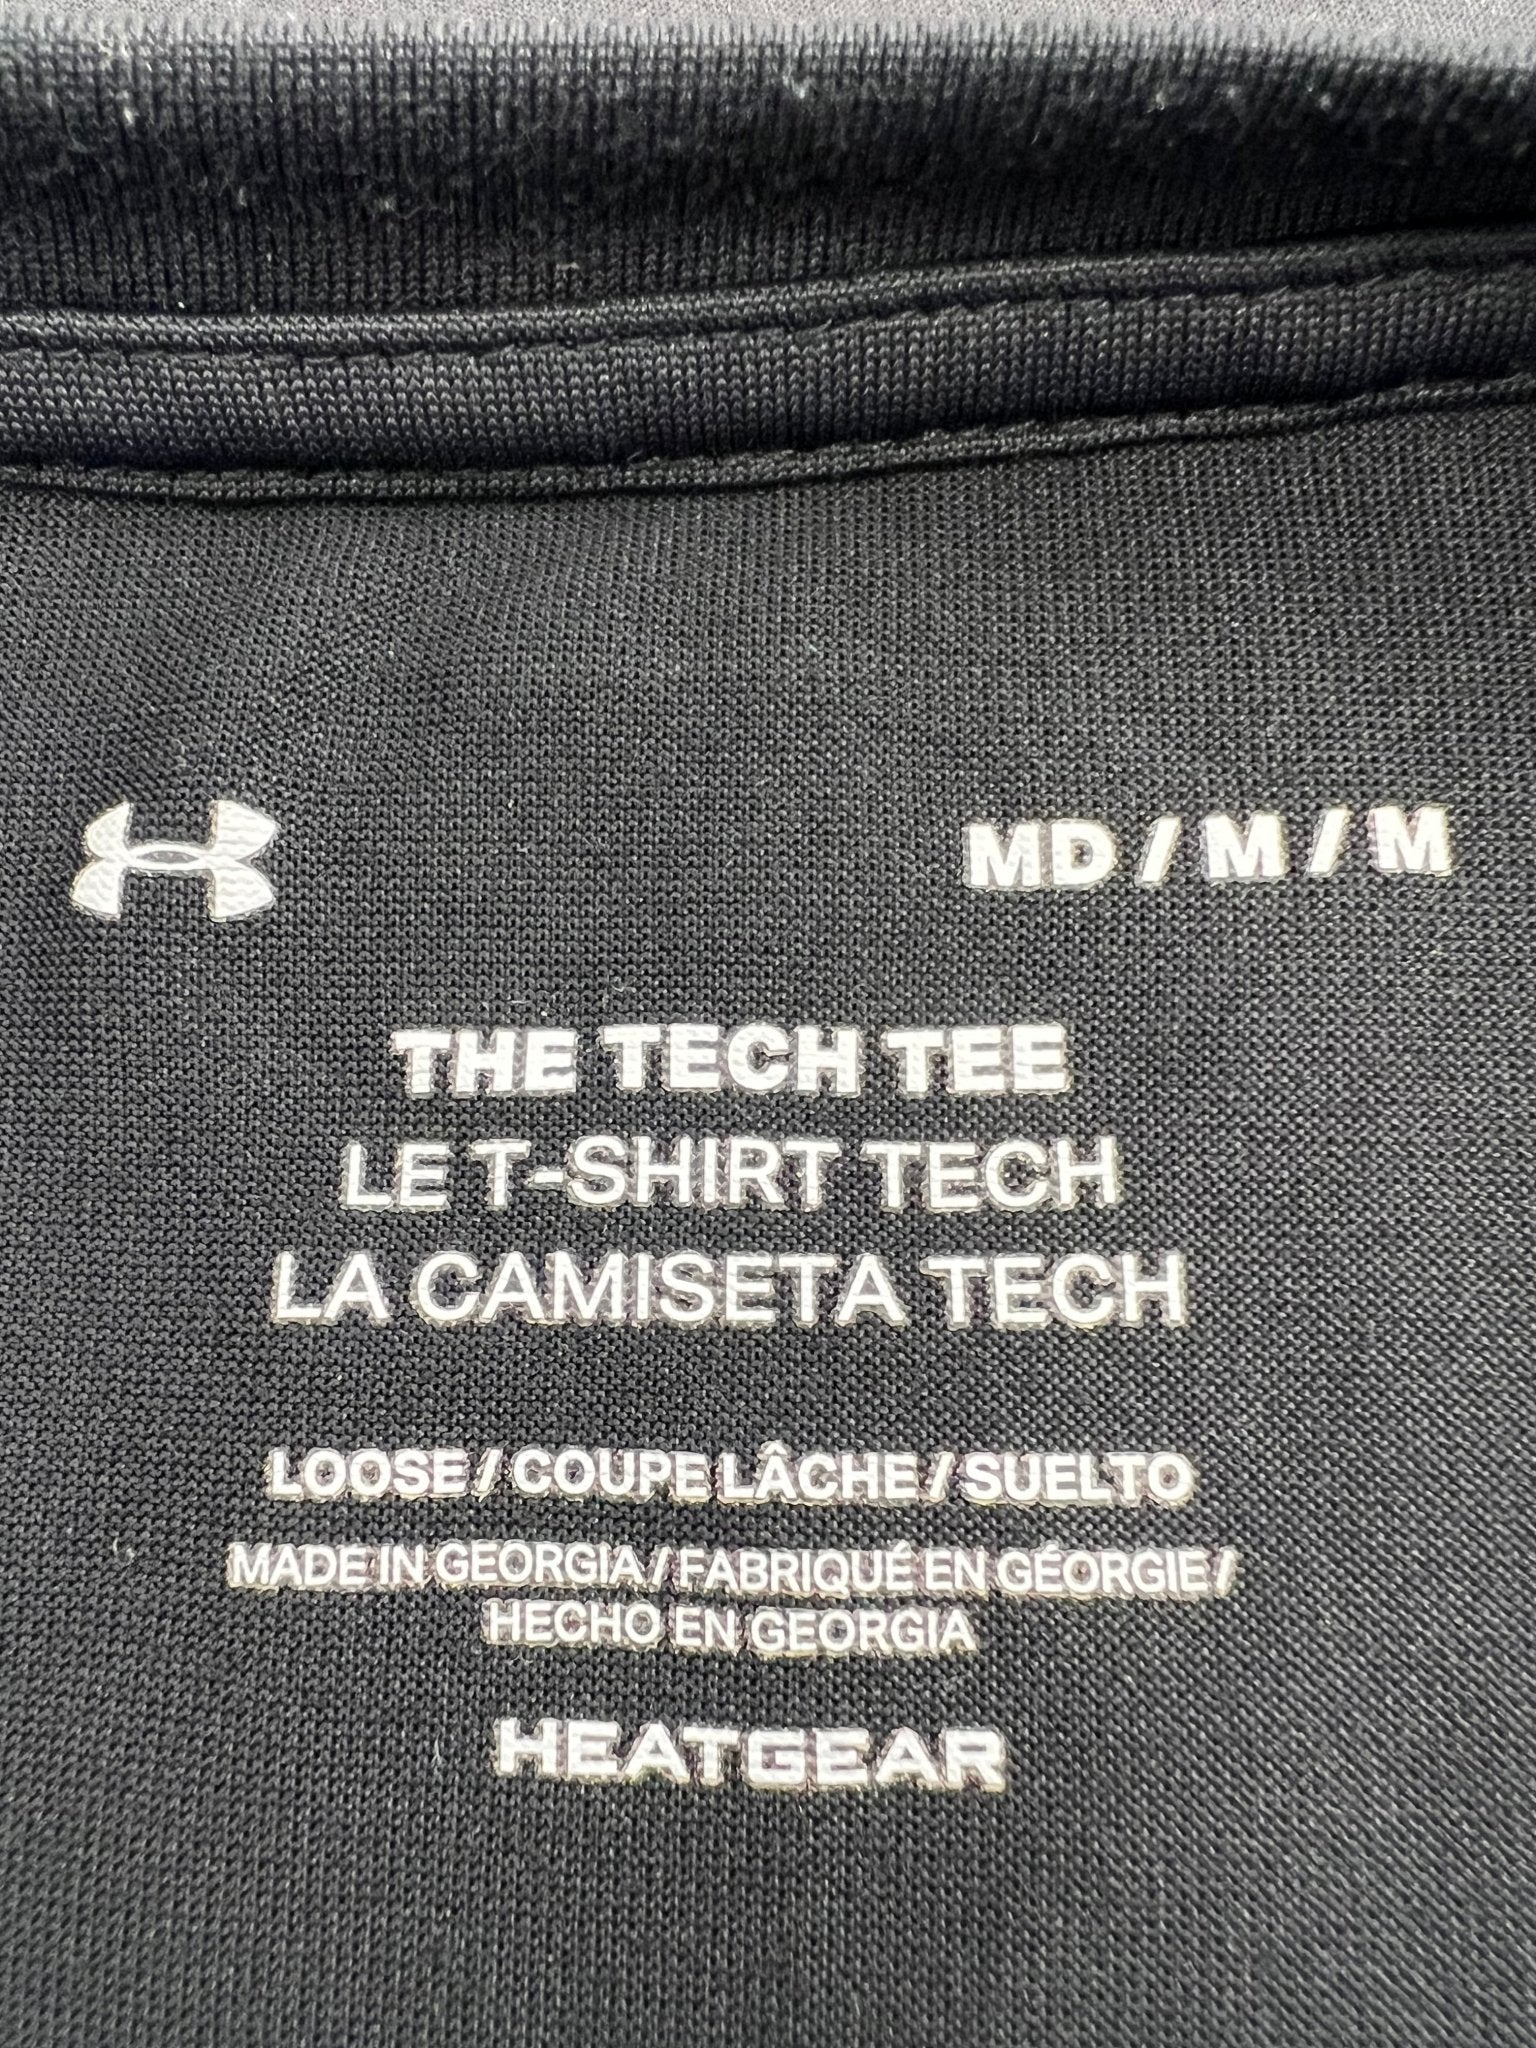 MD / M / M
THE TECH TEE
LE T-SHIRT TECH
LA CAMISETA TECH
LOOSE / COUPE LÂCHE / SUELTO
MADE IN GEORGIA / FABRIQUÉ EN GÉORGIE /
HECHO EN GEORGIA
HEATGEAR